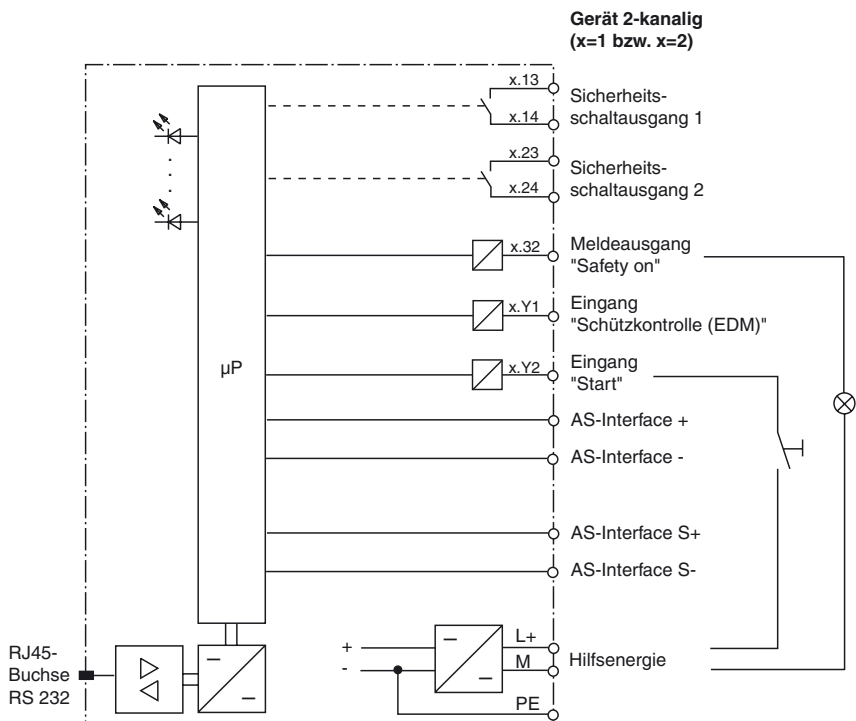 Gerät 2-kanalig
(x=1 bzw. x=2)
x.13
Sicherheits-
schaltausgang 1
x.14
x.23
Sicherheits-
schaltausgang 2
x.24
x.32
Meldeausgang
"Safety on"
x.Y1
Eingang
"Schützkontrolle (EDM)"
x.Y2
Eingang
"Start"
µP
AS-Interface +
AS-Interface -
AS-Interface S+
AS-Interface S-
RJ45-
Buchse
RS 232
+
-
L+
M
Hilfsenergie
PE